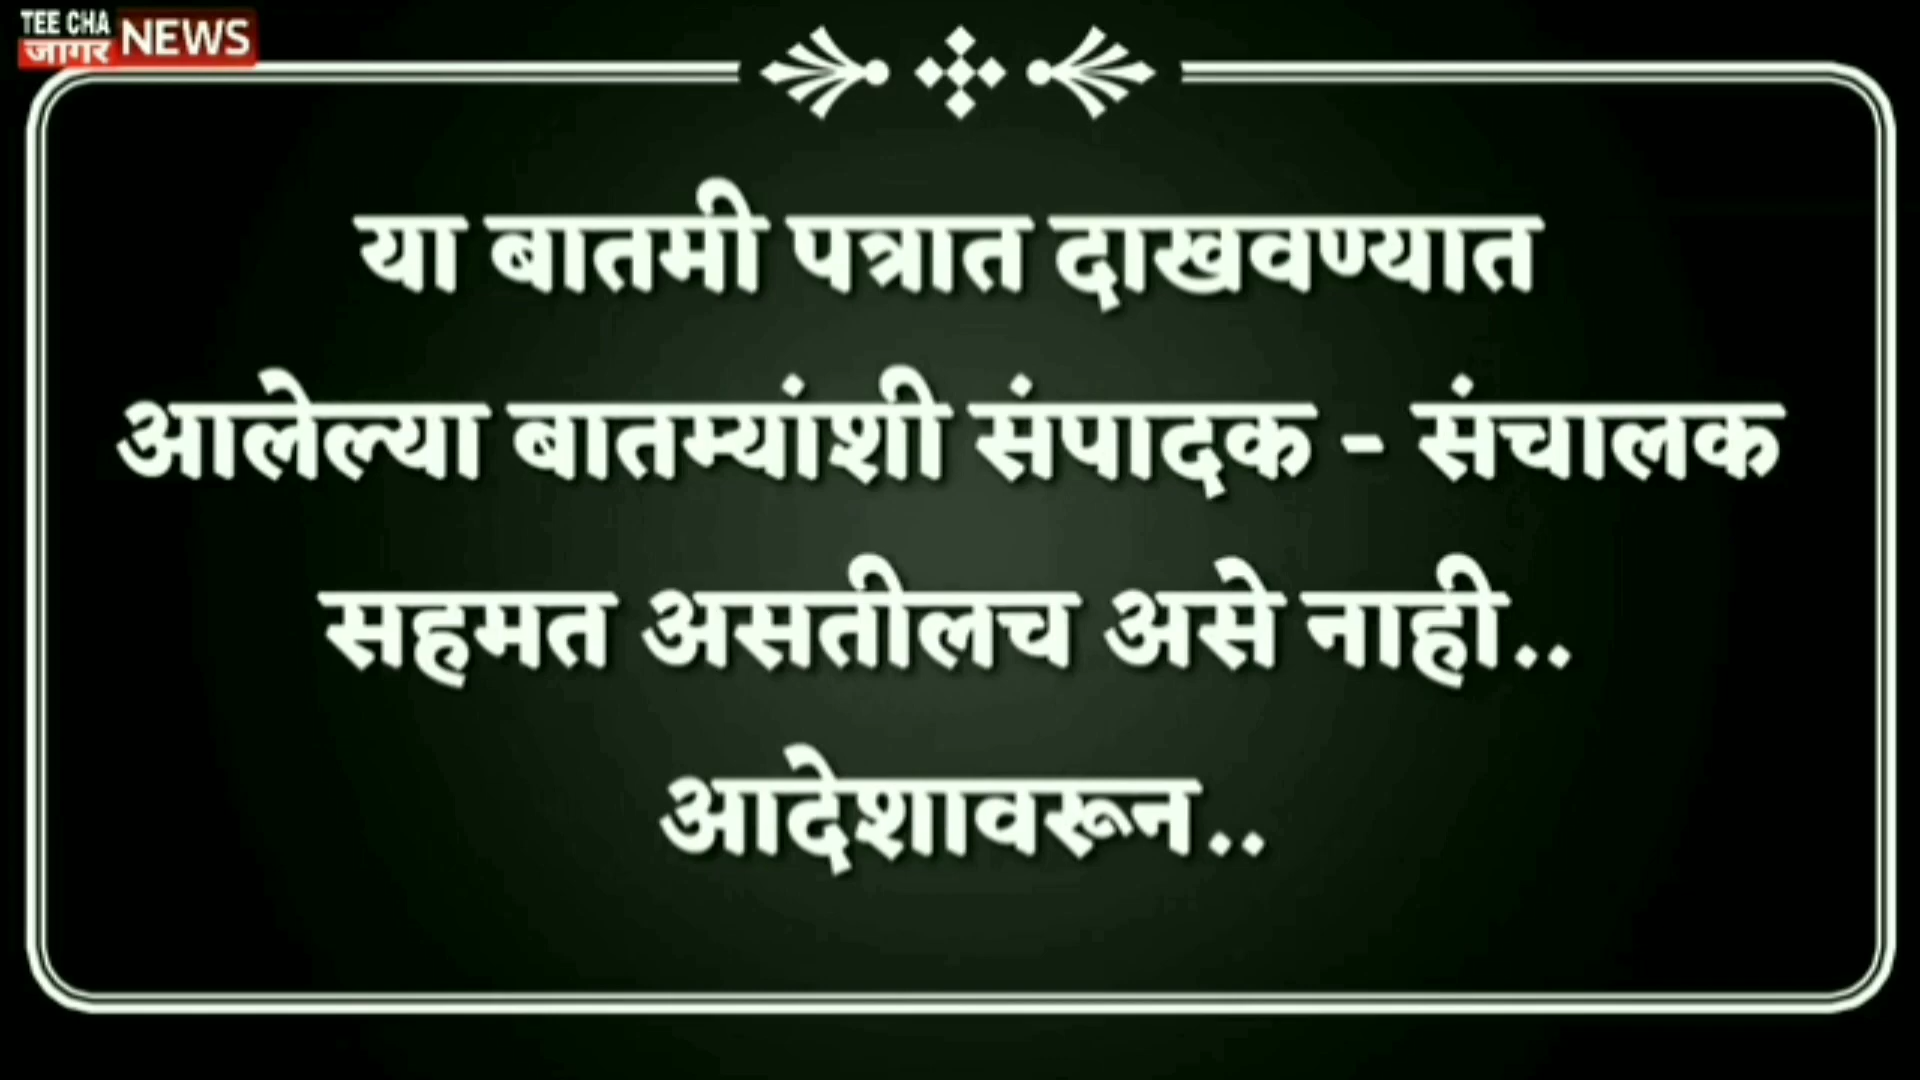 TEE CHA
जागर NEWS
या बातमी पत्रात दाखवण्यात
आलेल्या बातम्यांशी संपादक - संचालक
सहमत असतीलच असे नाही..
आदेशावरून..